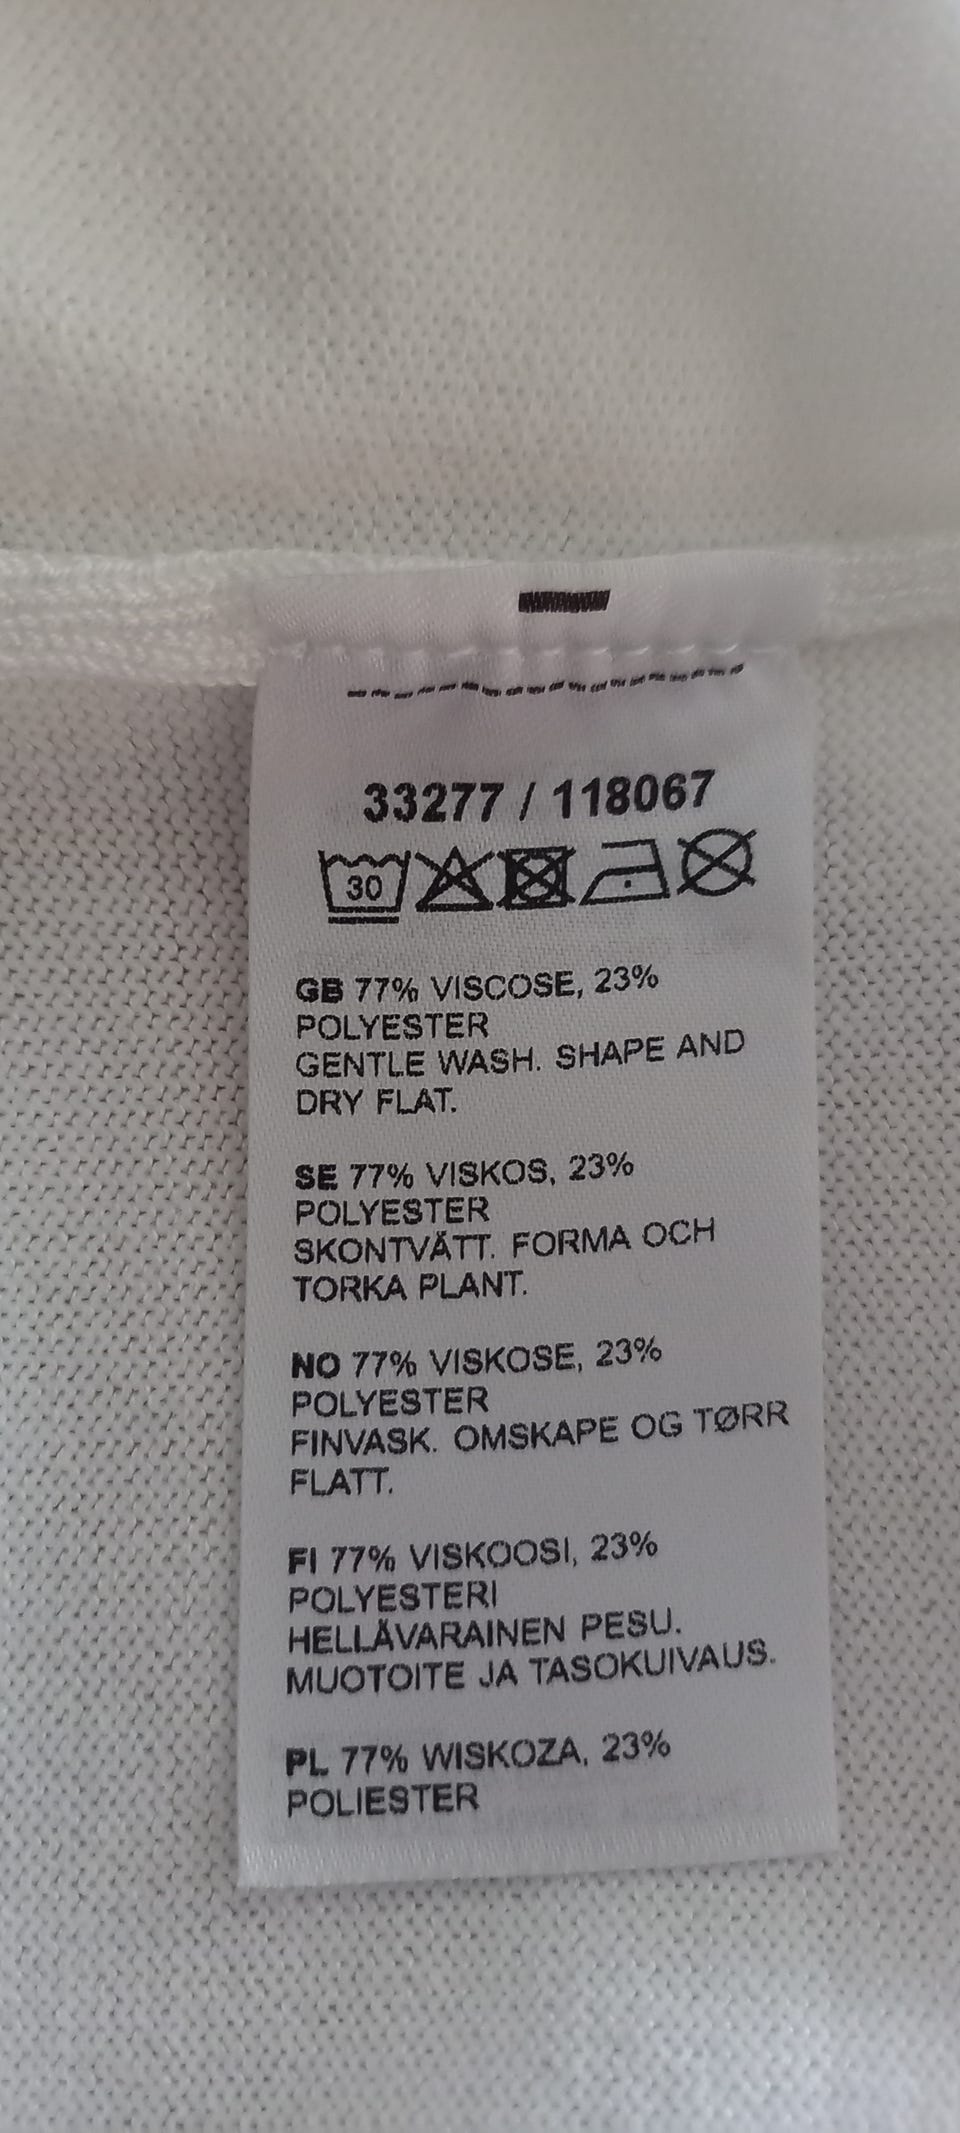 33277 / 118067
30
GB 77% VISCOSE, 23%
POLYESTER
GENTLE WASH. SHAPE AND
DRY FLAT.
SE 77% VISKOS, 23%
POLYESTER
SKONTVÄTT. FORMA OCH
TORKA PLANT.
NO 77% VISKOSE, 23%
POLYESTER
FINVASK. OMSKAPE OG TØRR
FLATT.
FI 77% VISKOOSI, 23%
POLYESTERI
HELLÄVARAINEN PESU.
MUOTOITE JA TASOKUIVAUS.
PL 77% WISKOZA, 23%
POLIESTER